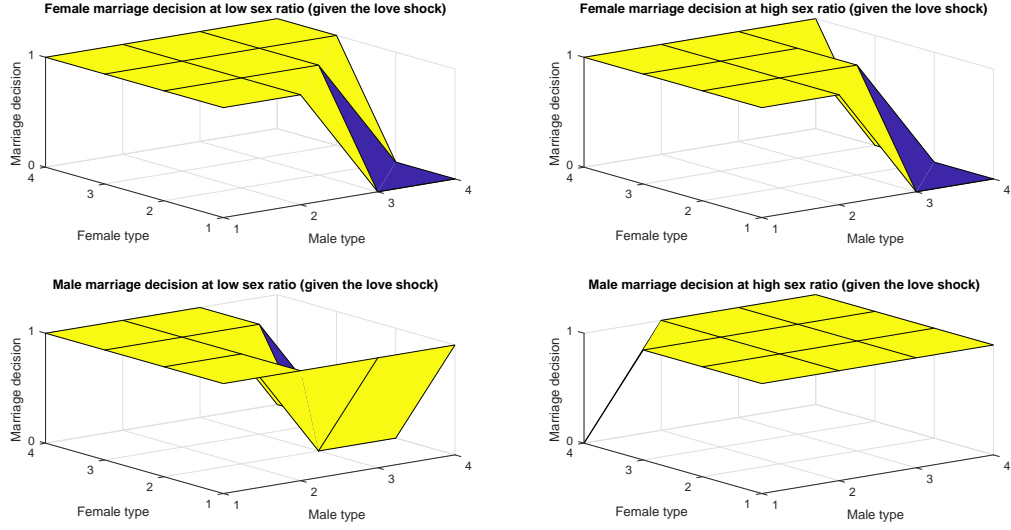 Female marriage decision at low sex ratio (given the love shock)
Marriage decision
1
0
4
3
2
1
Female type
1
2
3
4
Male type
Female marriage decision at high sex ratio (given the love shock)
Marriage decision
1
0
4
3
2
1
Female type
1
2
3
4
Male type
Male marriage decision at low sex ratio (given the love shock)
Marriage decision
1
0
4
3
2
1
Female type
1
2
3
4
Male type
Male marriage decision at high sex ratio (given the love shock)
Marriage decision
1
0
4
3
2
1
Female type
1
2
3
4
Male type